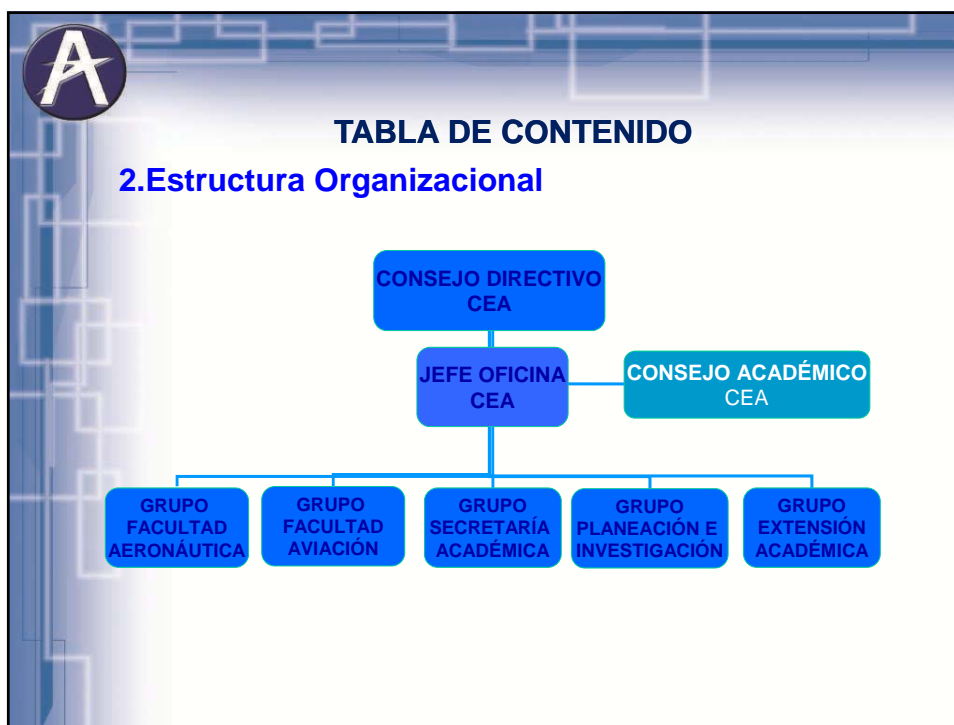 TABLA DE CONTENIDO
2.Estructura Organizacional
CONSEJO DIRECTIVO
CEA
JEFE OFICINA
CEA
CONSEJO ACADÉMICO
CEA
GRUPO
FACULTAD
AERONÁUTICA
GRUPO
FACULTAD
AVIACIÓN
GRUPO
SECRETARÍA
ACADÉMICA
GRUPO
PLANEACIÓN E
INVESTIGACIÓN
GRUPO
EXTENSIÓN
ACADÉMICA